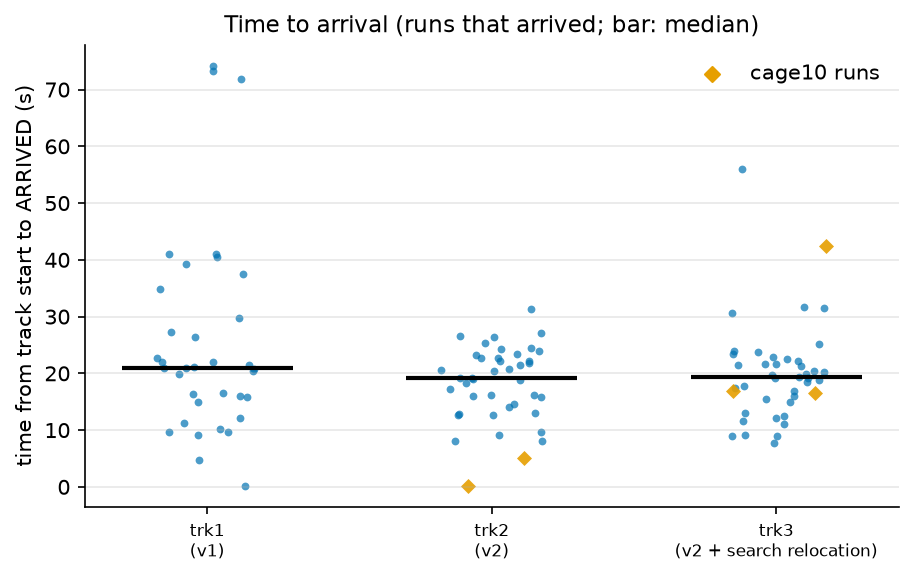 Time to arrival (runs that arrived; bar: median)
cage10 runs
time from track start to ARRIVED (s)
70
60
50
40
30
20
10
0
trk1
(v1)
trk2
(v2)
trk3
(v2 + search relocation)